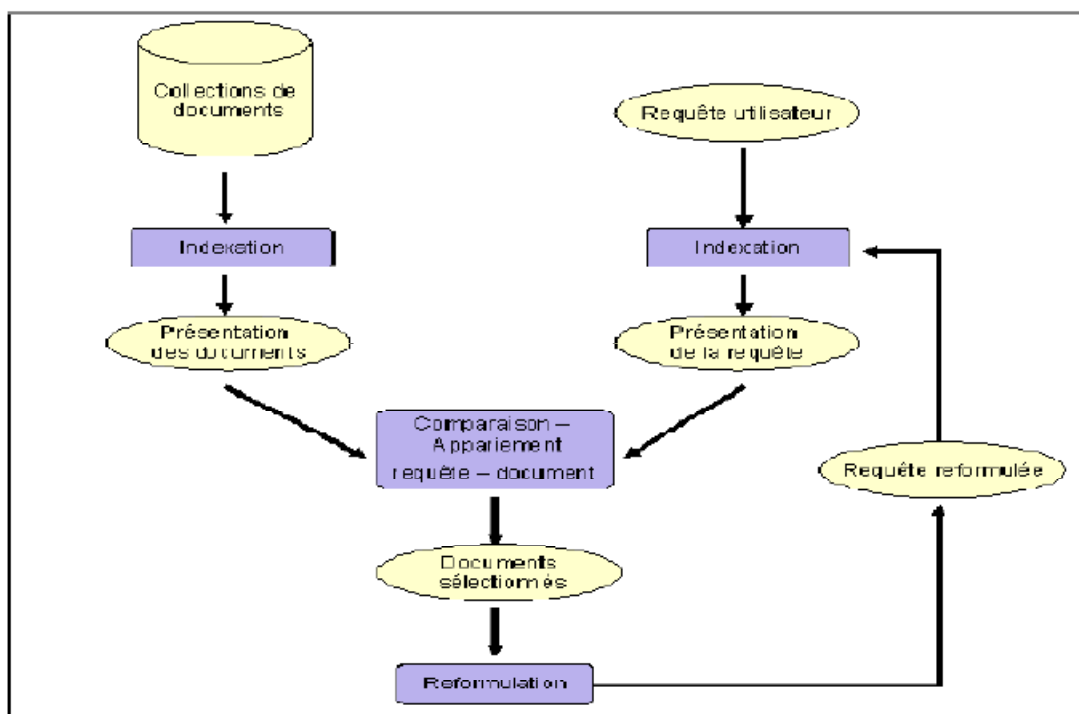 Collections de
documents
Requête utilisateur
Indexation
Indexation
Présentation
des documents
Présentation
de la requête
Comparaison –
Appariement
requête – document
Requête reformulée
Documents
sélectionnés
Reformulation